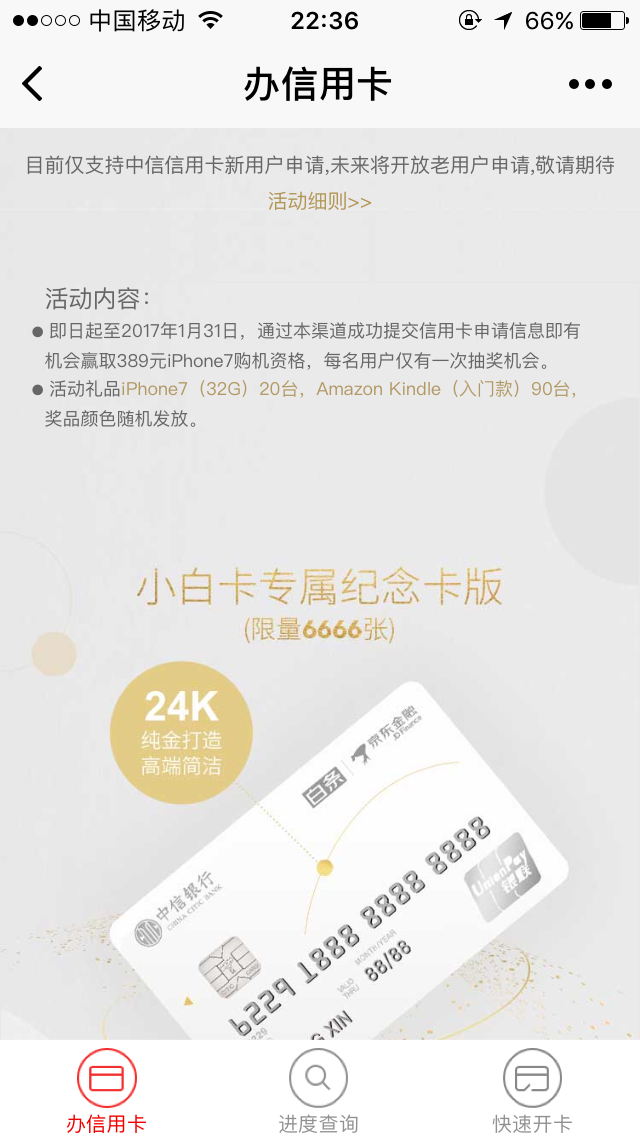 中国移动 22:36 66%
办信用卡
目前仅支持中信信用卡新用户申请,未来将开放老用户申请,敬请期待
活动细则>>
活动内容：
● 即日起至2017年1月31日，通过本渠道成功提交信用卡申请信息即有
机会赢取389元iPhone7购机资格，每名用户仅有一次抽奖机会。
● 活动礼品iPhone7（32G）20台，Amazon Kindle（入门款）90台，
奖品颜色随机发放。
小白卡专属纪念卡版
(限量6666张)
24K
纯金打造
高端简洁
白条
京东金融
JD Finance
中信银行
CHINA CITIC BANK
6229 1888 8888 8888
UnionPay
银联
MONTH/YEAR
VALID
THRU
88/88
6229
G XIN
办信用卡 进度查询 快速开卡